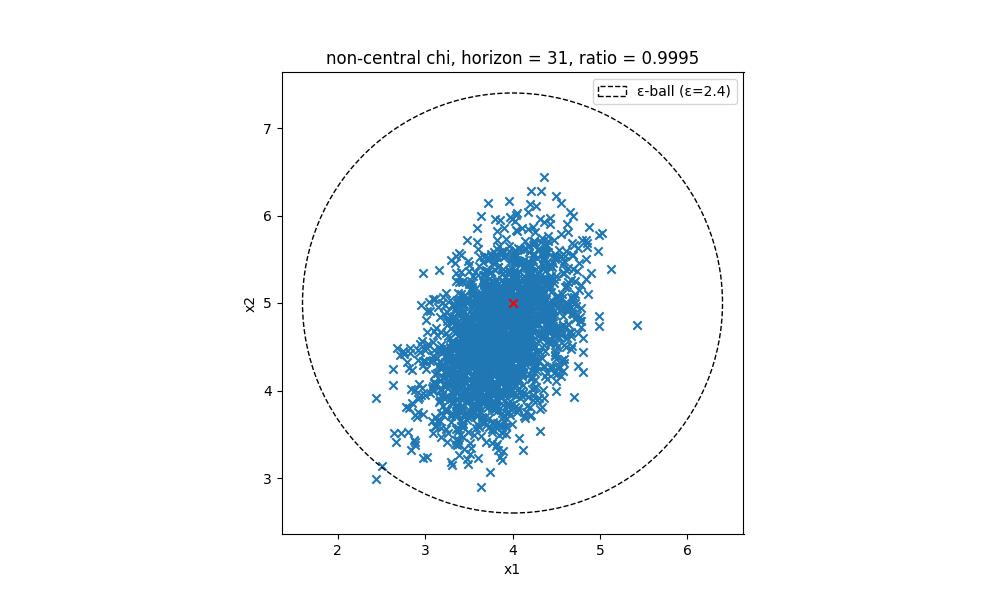 non-central chi, horizon = 31, ratio = 0.9995
ε-ball (ε=2.4)
7
6
5
4
3
x2
2 3 4 5 6
x1